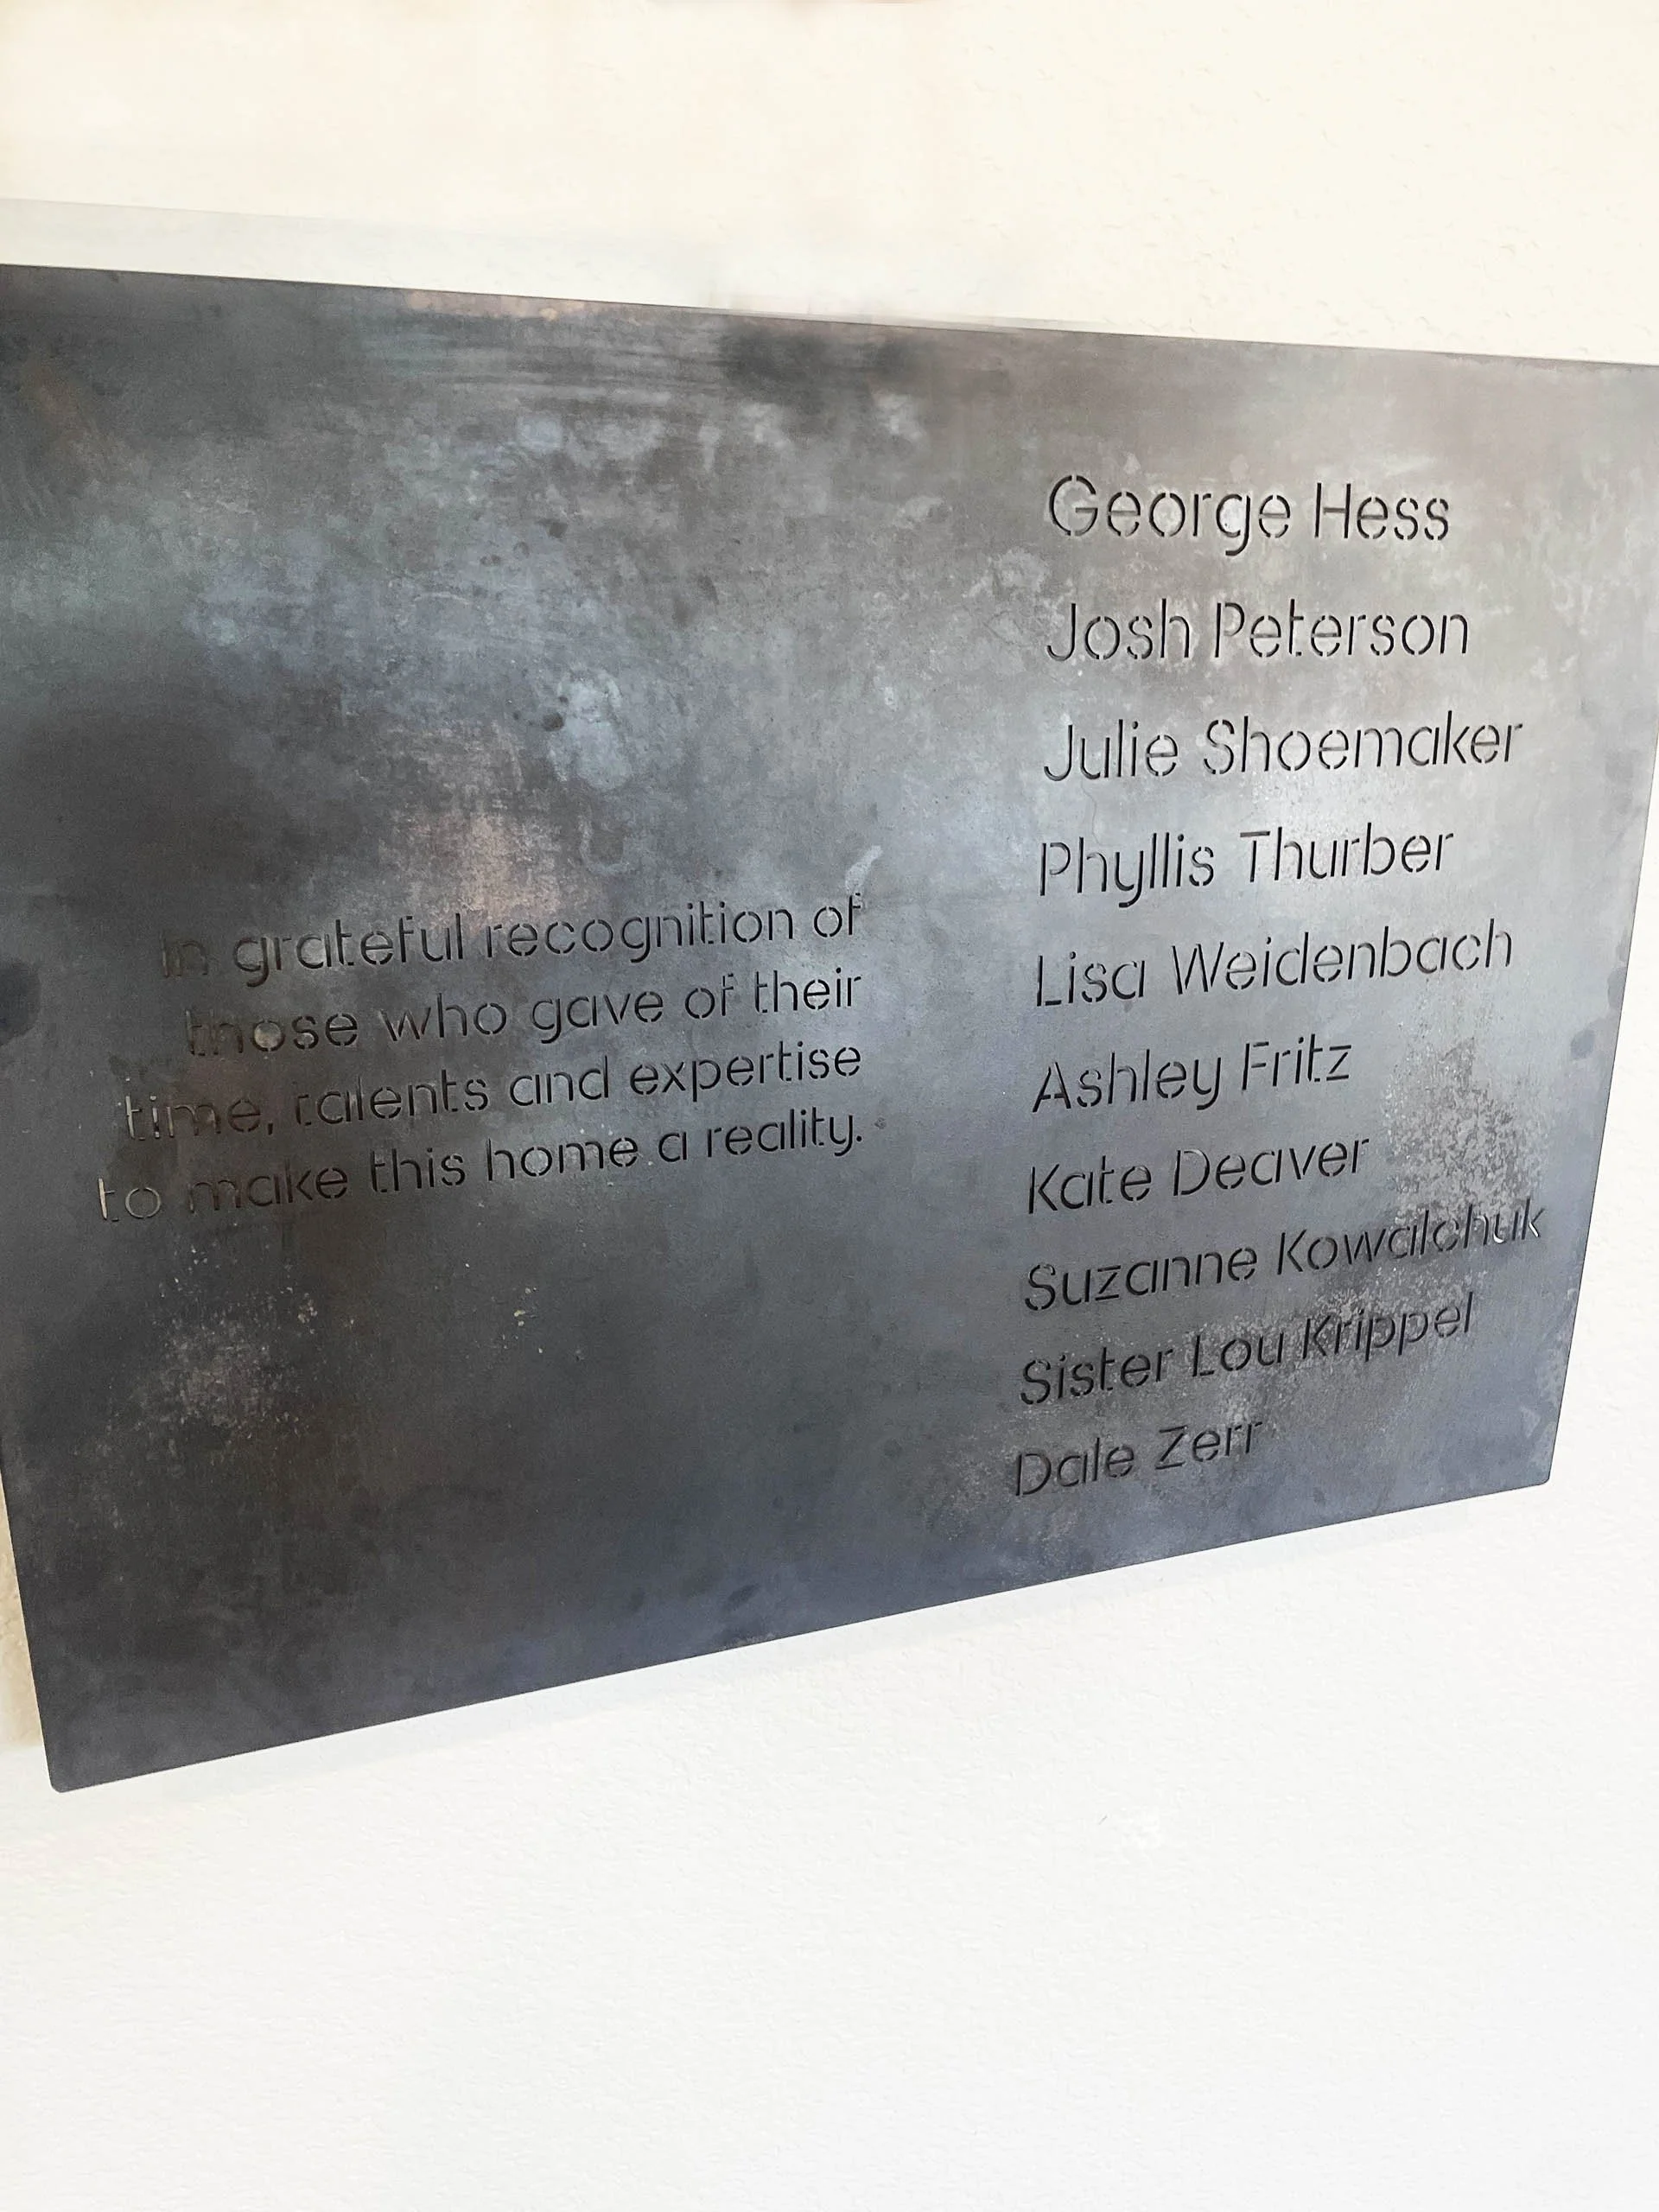 In grateful recognition of
those who gave of their
time, talents and expertise
to make this home a reality.
George Hess
Josh Peterson
Julie Shoemaker
Phyllis Thurber
Lisa Weidenbach
Ashley Fritz
Kate Deaver
Suzanne Kowalchuk
Sister Lou Krippel
Dale Zerr